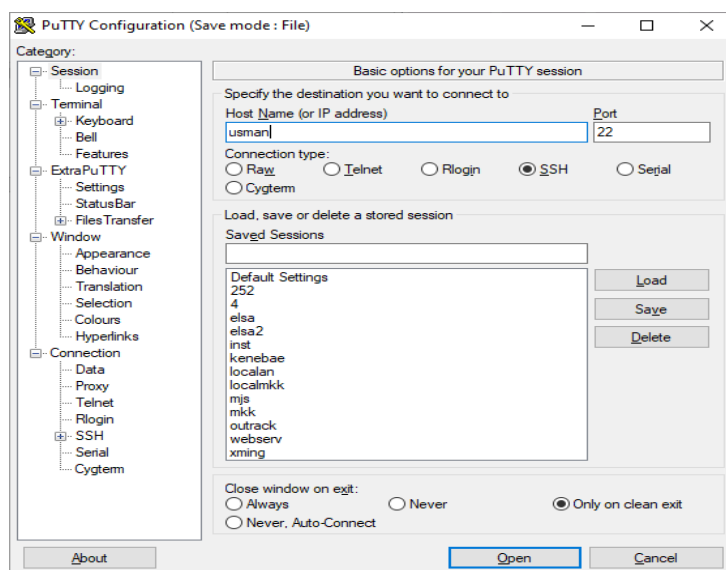 PuTTY Configuration (Save mode : File)
Category:
Session
Logging
Terminal
Keyboard
Bell
Features
ExtraPuTTY
Settings
StatusBar
FilesTransfer
Window
Appearance
Behaviour
Translation
Selection
Colours
Hyperlinks
Connection
Data
Proxy
Telnet
Rlogin
SSH
Serial
Cygterm
Basic options for your PuTTY session
Specify the destination you want to connect to
Host Name (or IP address) Port
usman 22
Connection type:
Raw Telnet Rlogin SSH Serial
Cygterm
Load, save or delete a stored session
Saved Sessions
Default Settings
252
4
elsa
elsa2
inst
kenebae
localan
localmkk
mjs
mkk
outrack
webserv
xming
Load
Save
Delete
Close window on exit:
Always Never Only on clean exit
Never, Auto-Connect
About Open Cancel